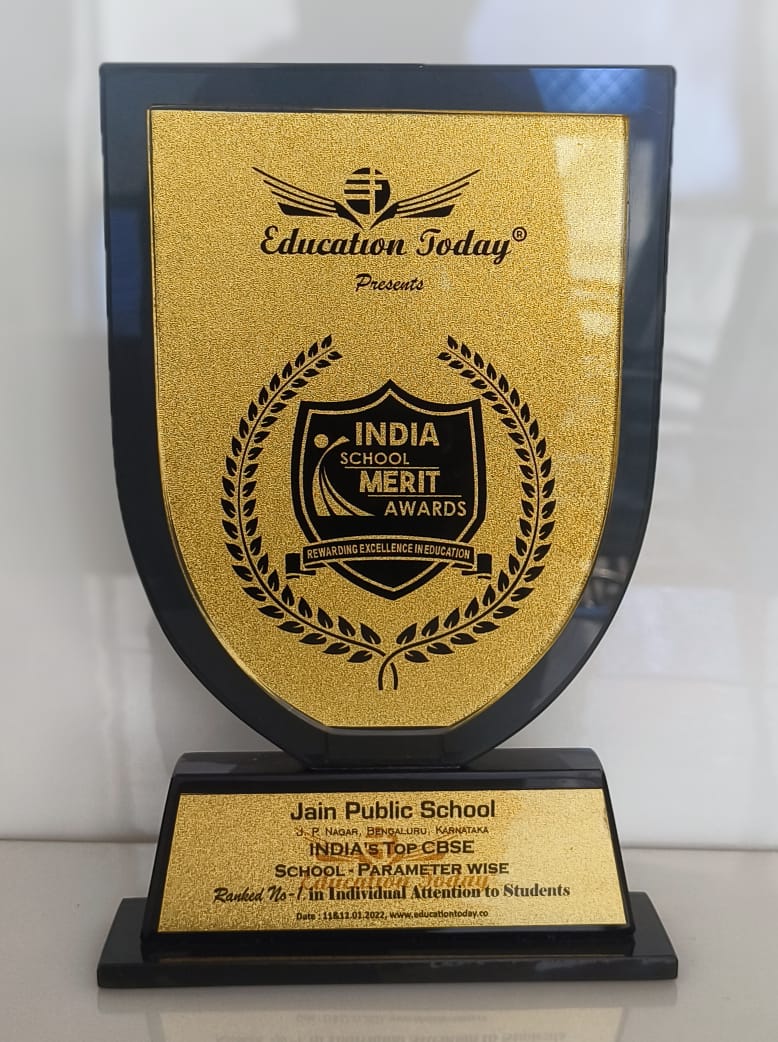 Education Today®
Presents
INDIA
SCHOOL
MERIT
AWARDS
REWARDING EXCELLENCE IN EDUCATION
Jain Public School
J. P. NAGAR, BENGALURU, KARNATAKA
INDIA's TOP CBSE
SCHOOL - PARAMETER WISE
Education Today
Ranked No-1 in Individual Attention to Students
Date : 11&12.01.2022, www.educationtoday.co